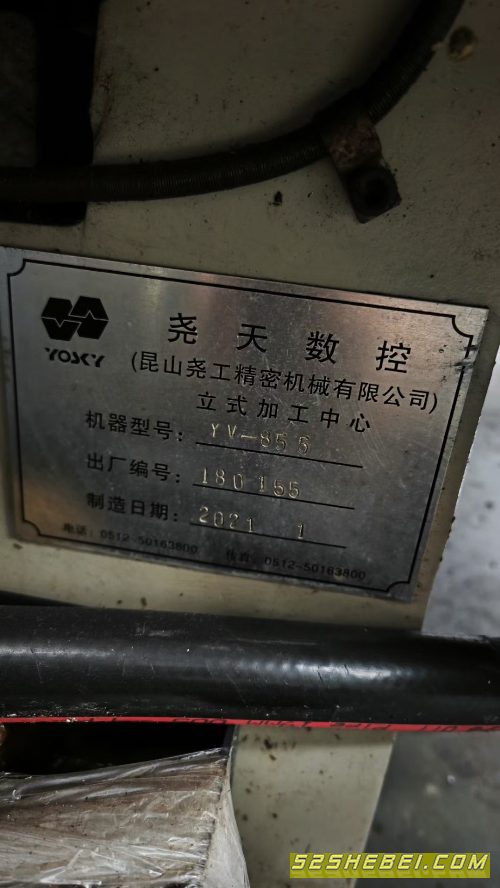 YOSKY
尧天数控
(昆山尧工精密机械有限公司)
立式加工中心
机器型号: YV-855
出厂编号: 180155
制造日期: 2021 1
电话: 0512-50163800 传真: 0512-50163800
52SHEBEI.COM